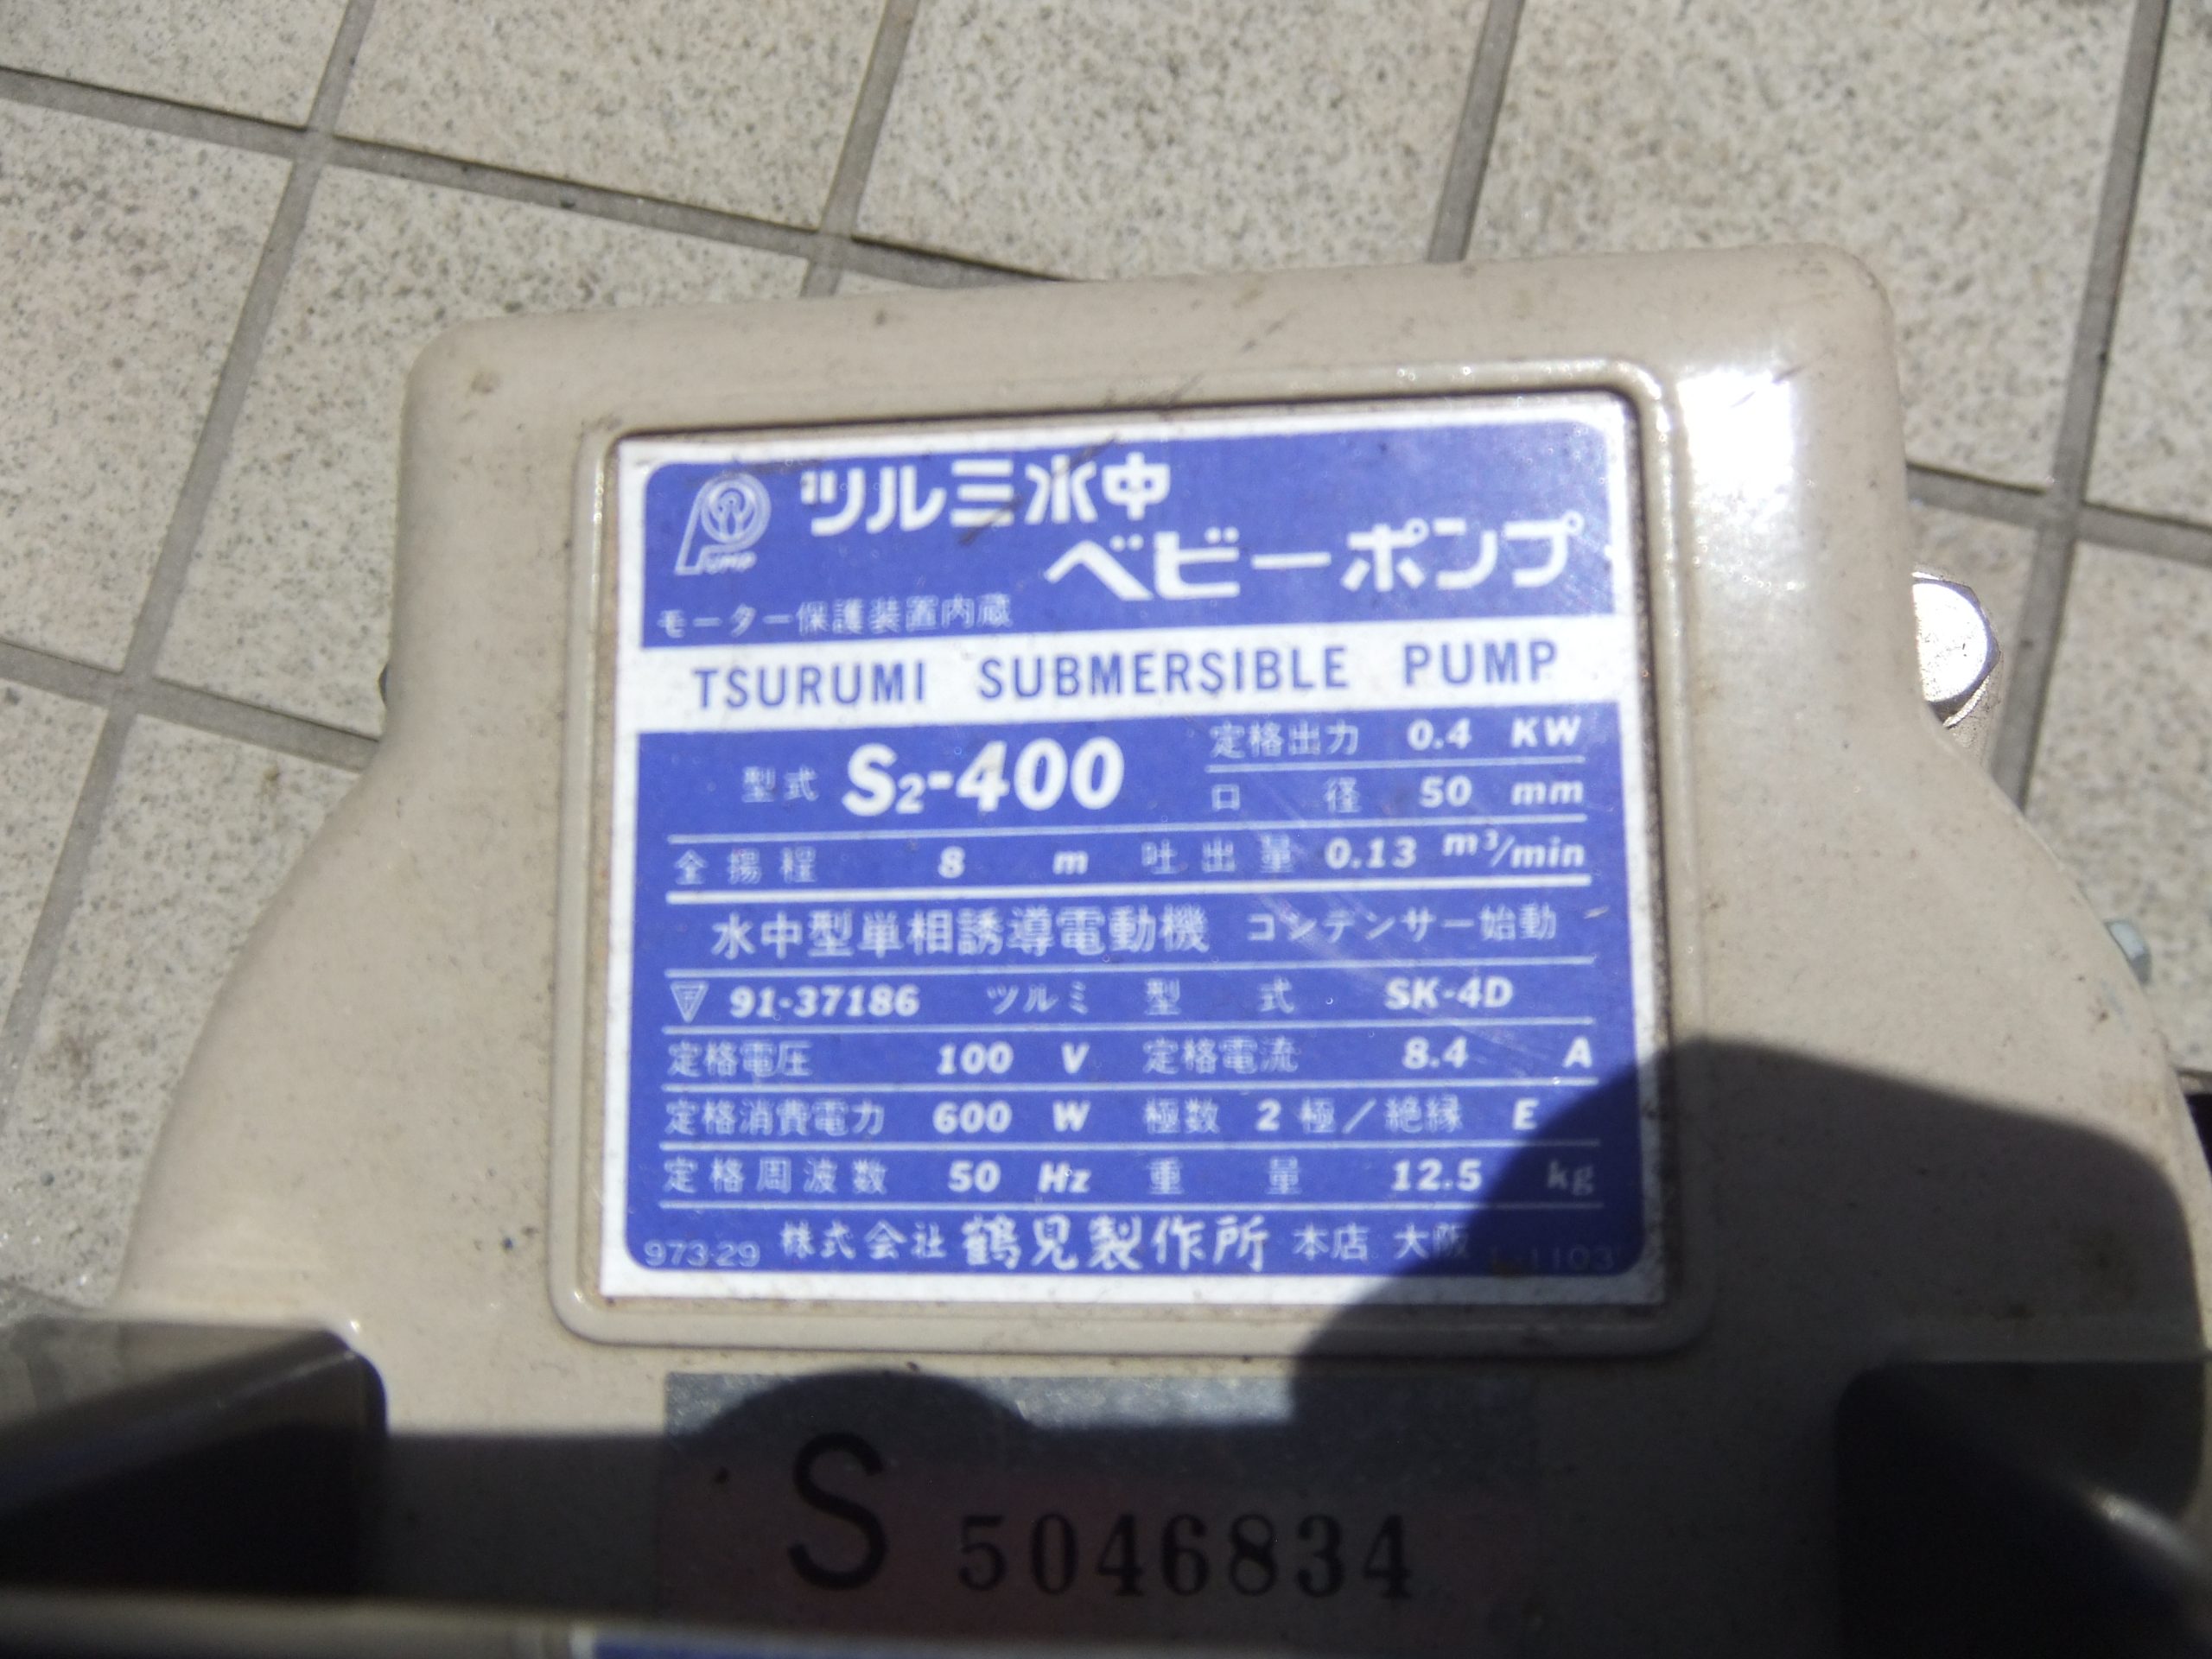 PUMP
ツルミ水中
ベビーポンプ
モーター保護装置内蔵
TSURUMI SUBMERSIBLE PUMP
型式 S2-400 定格出力 0.4 KW
口径 50 mm
全揚程 8 m 吐出量 0.13 m³/min
水中型単相誘導電動機 コンデンサー始動
〒 91-37186 ツルミ型式 SK-4D
定格電圧 100 V 定格電流 8.4 A
定格消費電力 600 W 極数 2 極/絶縁 E
定格周波数 50 Hz 重量 12.5 kg
973-29 株式会社 鶴見製作所 本店 大阪
S 5046834